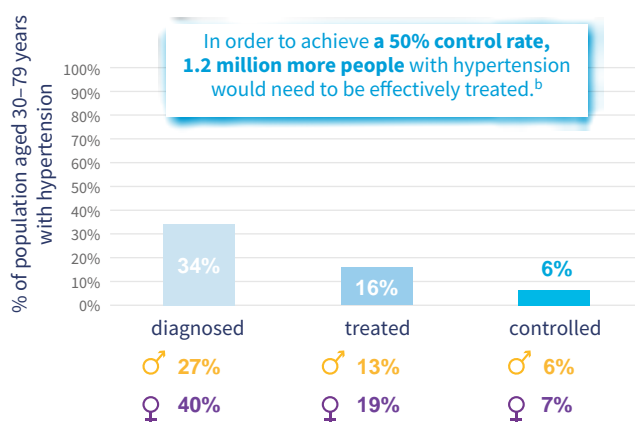 In order to achieve a 50% control rate,
1.2 million more people with hypertension
would need to be effectively treated.b
% of population aged 30–79 years
with hypertension
100%
90%
80%
70%
60%
50%
40%
30%
20%
10%
0%
34%
16%
6%
diagnosed treated controlled
♂ 27% ♂ 13% ♂ 6%
♀ 40% ♀ 19% ♀ 7%